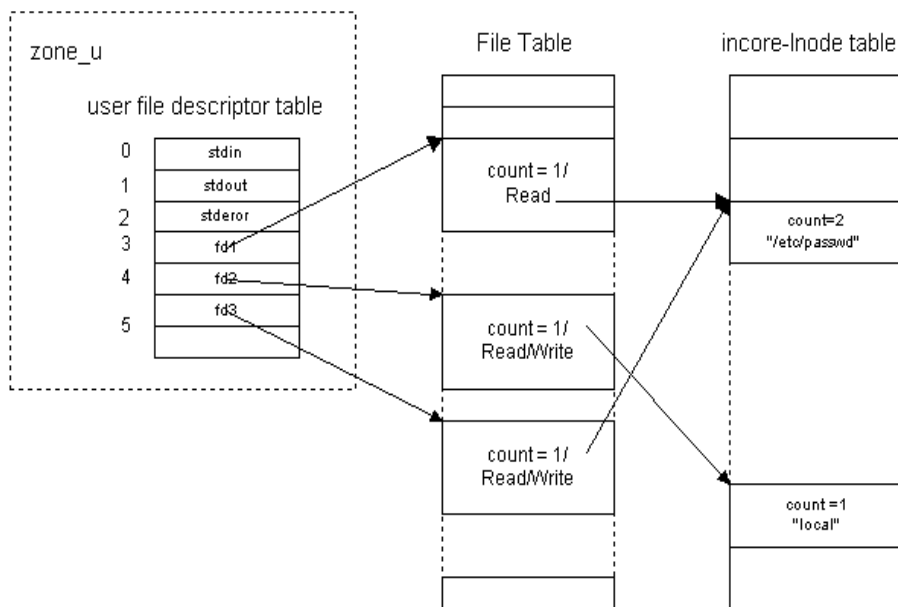 zone_u
user file descriptor table
0 stdin
1 stdout
2 stderor
3 fd1
4 fd2
5 fd3
File Table
count = 1/
Read
count = 1/
Read/Write
count = 1/
Read/Write
incore-Inode table
count=2
"/etc/passwd"
count =1
"local"